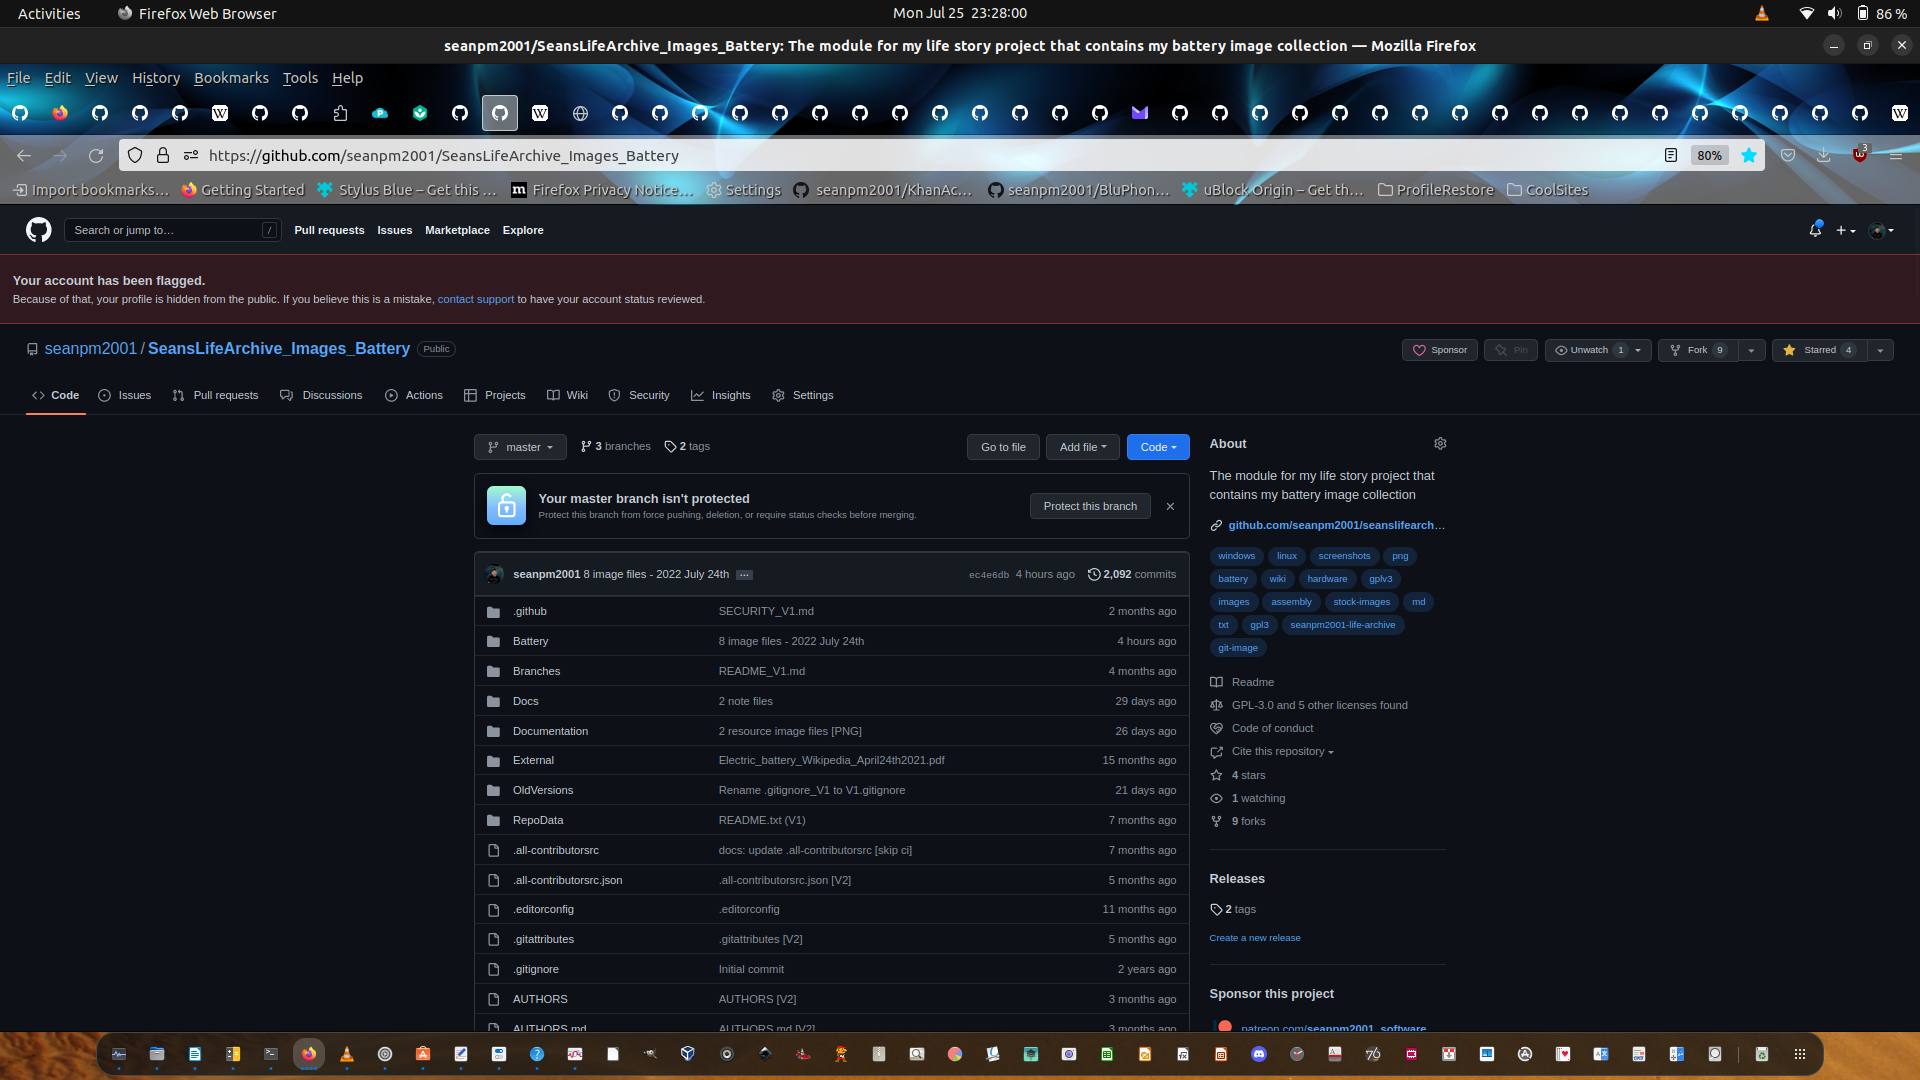 Activities
Firefox Web Browser
Mon Jul 25 23:28:00
86 %
seanpm2001/SeansLifeArchive_Images_Battery: The module for my life story project that contains my battery image collection — Mozilla Firefox
File Edit View History Bookmarks Tools Help
https://github.com/seanpm2001/SeansLifeArchive_Images_Battery
80%
3
Import bookmarks… Getting Started Stylus Blue – Get this … Firefox Privacy Notice… Settings seanpm2001/KhanAc… seanpm2001/BluPhon… uBlock Origin – Get th… ProfileRestore CoolSites
Search or jump to… /
Pull requests Issues Marketplace Explore
Your account has been flagged.
Because of that, your profile is hidden from the public. If you believe this is a mistake, contact support to have your account status reviewed.
seanpm2001 / SeansLifeArchive_Images_Battery Public
Sponsor Pin Unwatch 1 Fork 9 Starred 4
Code Issues Pull requests Discussions Actions Projects Wiki Security Insights Settings
master 3 branches 2 tags
Go to file Add file Code
Your master branch isn't protected
Protect this branch from force pushing, deletion, or require status checks before merging.
Protect this branch
seanpm2001 8 image files - 2022 July 24th … ec4e6db 4 hours ago 2,092 commits
.github SECURITY_V1.md 2 months ago
Battery 8 image files - 2022 July 24th 4 hours ago
Branches README_V1.md 4 months ago
Docs 2 note files 29 days ago
Documentation 2 resource image files [PNG] 26 days ago
External Electric_battery_Wikipedia_April24th2021.pdf 15 months ago
OldVersions Rename .gitignore_V1 to V1.gitignore 21 days ago
RepoData README.txt (V1) 7 months ago
.all-contributorsrc docs: update .all-contributorsrc [skip ci] 7 months ago
.all-contributorsrc.json .all-contributorsrc.json [V2] 5 months ago
.editorconfig .editorconfig 11 months ago
.gitattributes .gitattributes [V2] 5 months ago
.gitignore Initial commit 2 years ago
AUTHORS AUTHORS [V2] 3 months ago
AUTHORS.md AUTHORS.md [V2] 3 months ago
About
The module for my life story project that
contains my battery image collection
github.com/seanpm2001/seanslifearch…
windows linux screenshots png
battery wiki hardware gplv3
images assembly stock-images md
txt gpl3 seanpm2001-life-archive
git-image
Readme
GPL-3.0 and 5 other licenses found
Code of conduct
Cite this repository
4 stars
1 watching
9 forks
Releases
2 tags
Create a new release
Sponsor this project
patreon.com/seanpm2001_software